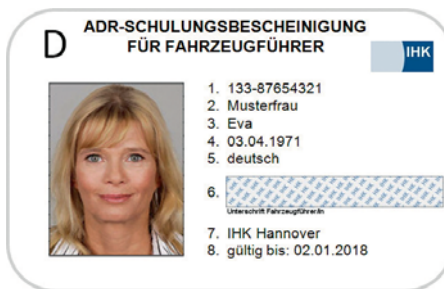 D
ADR-SCHULUNGSBESCHEINIGUNG
FÜR FAHRZEUGFÜHRER
IHK
1. 133-87654321
2. Musterfrau
3. Eva
4. 03.04.1971
5. deutsch
6.
Unterschrift Fahrzeugführer/in
7. IHK Hannover
8. gültig bis: 02.01.2018